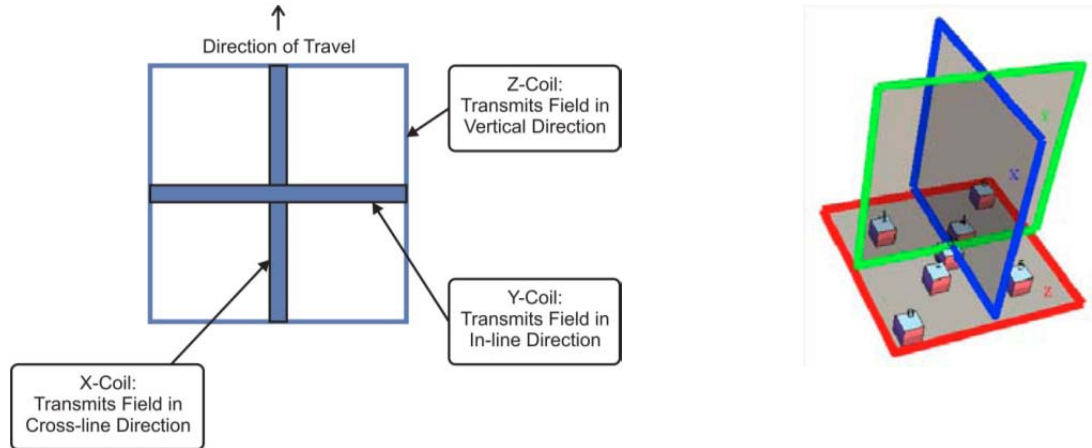 Direction of Travel
Z-Coil:
Transmits Field in
Vertical Direction
Y-Coil:
Transmits Field in
In-line Direction
X-Coil:
Transmits Field in
Cross-line Direction
Y
X
Z